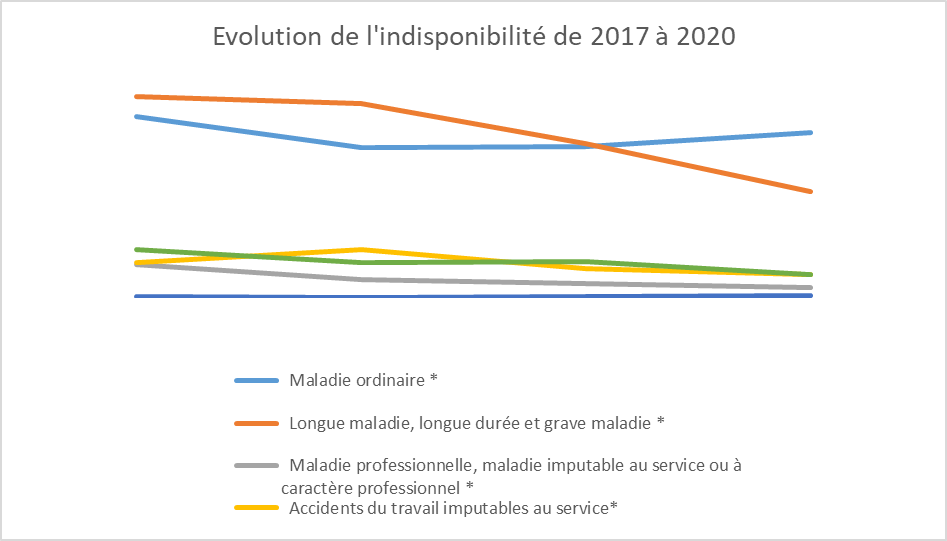 Evolution de l'indisponibilité de 2017 à 2020
Maladie ordinaire *
Longue maladie, longue durée et grave maladie *
Maladie professionnelle, maladie imputable au service ou à
caractère professionnel *
Accidents du travail imputables au service*